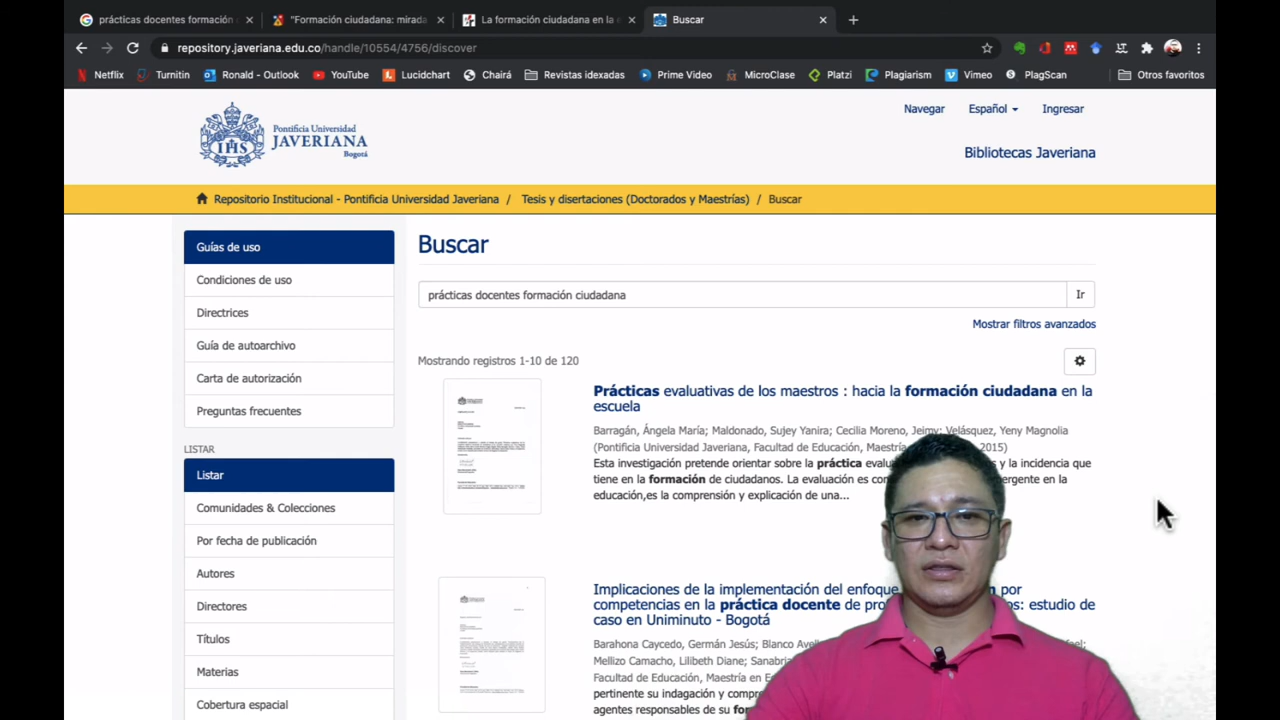 prácticas docentes formación
"Formación ciudadana: mirada
La formación ciudadana en la e
Buscar
repository.javeriana.edu.co/handle/10554/4756/discover
Netflix
Turnitin
Ronald - Outlook
YouTube
Lucidchart
Chairá
Revistas idexadas
Prime Video
MicroClase
Platzi
Plagiarism
Vimeo
PlagScan
Otros favoritos
Pontificia Universidad
JAVERIANA
Bogotá
IHS
Navegar
Español
Ingresar
Bibliotecas Javeriana
Repositorio Institucional - Pontificia Universidad Javeriana / Tesis y disertaciones (Doctorados y Maestrías) / Buscar
Guías de uso
Condiciones de uso
Directrices
Guía de autoarchivo
Carta de autorización
Preguntas frecuentes
LISTAR
Listar
Comunidades & Colecciones
Por fecha de publicación
Autores
Directores
Títulos
Materias
Cobertura espacial
Buscar
prácticas docentes formación ciudadana
Ir
Mostrar filtros avanzados
Mostrando registros 1-10 de 120
Prácticas evaluativas de los maestros : hacia la formación ciudadana en la
escuela
Barragán, Ángela María; Maldonado, Sujey Yanira; Cecilia Moreno, Jeimy; Velásquez, Yeny Magnolia
(Pontificia Universidad Javeriana, Facultad de Educación, Maestría 2015)
Esta investigación pretende orientar sobre la práctica y la incidencia que
tiene en la formación de ciudadanos. La evaluación es en la
educación,es la comprensión y explicación de una...
Implicaciones de la implementación del enfoque por
competencias en la práctica docente de estudio de
caso en Uniminuto - Bogotá
Barahona Caycedo, Germán Jesús; Blanco
Mellizo Camacho, Lilibeth Diane;
Facultad de Educación, Maestría en
pertinente su indagación y
agentes responsables de su